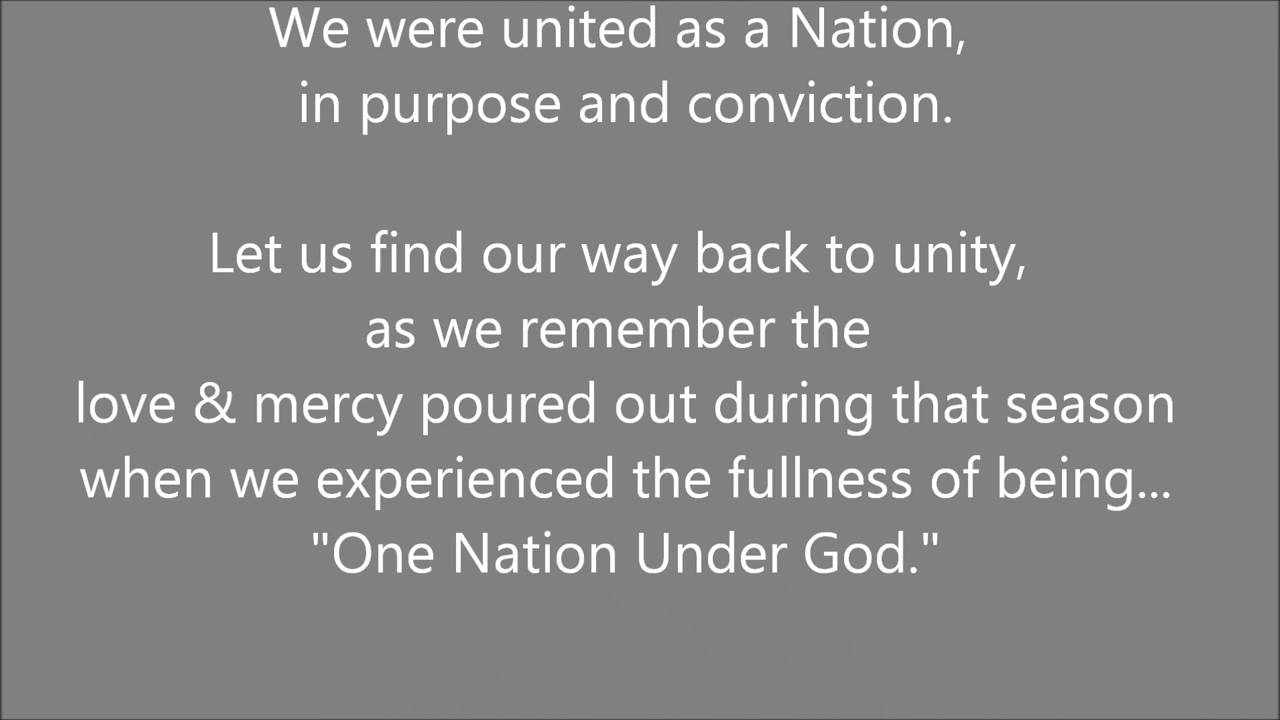 We were united as a Nation,
in purpose and conviction.
Let us find our way back to unity,
as we remember the
love & mercy poured out during that season
when we experienced the fullness of being...
"One Nation Under God."